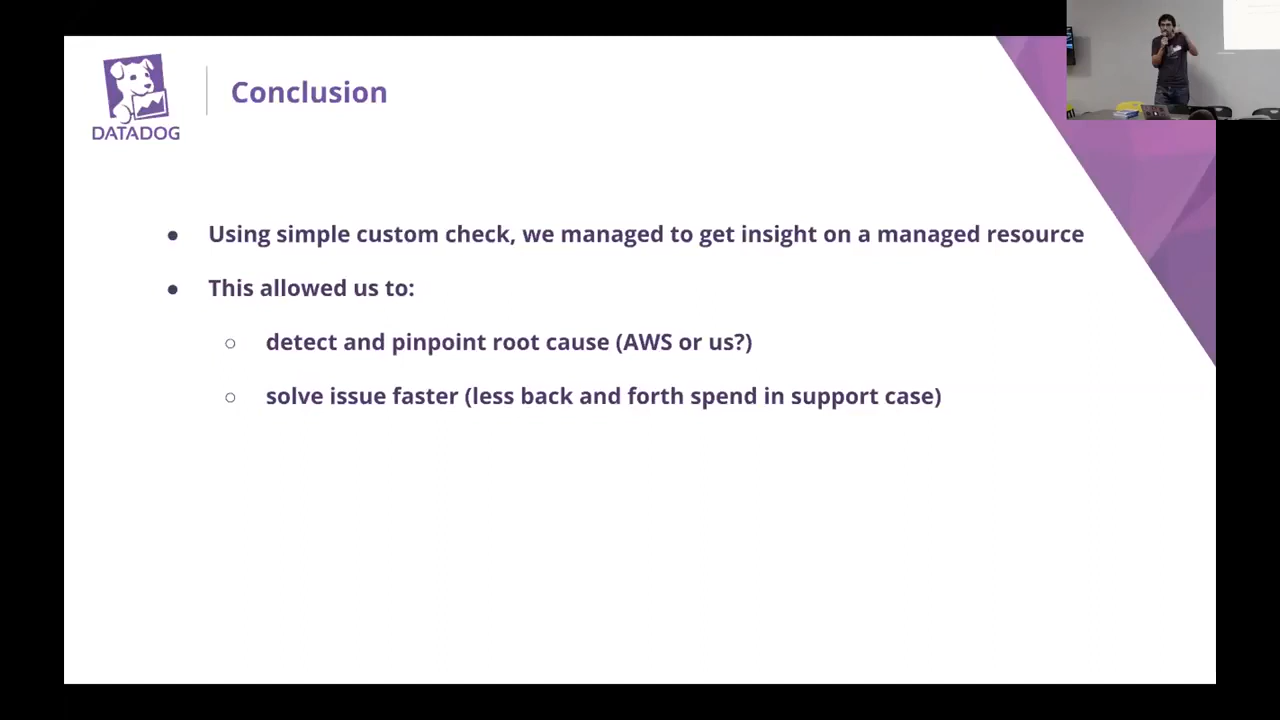 DATADOG
Conclusion
● Using simple custom check, we managed to get insight on a managed resource
● This allowed us to:
○ detect and pinpoint root cause (AWS or us?)
○ solve issue faster (less back and forth spend in support case)